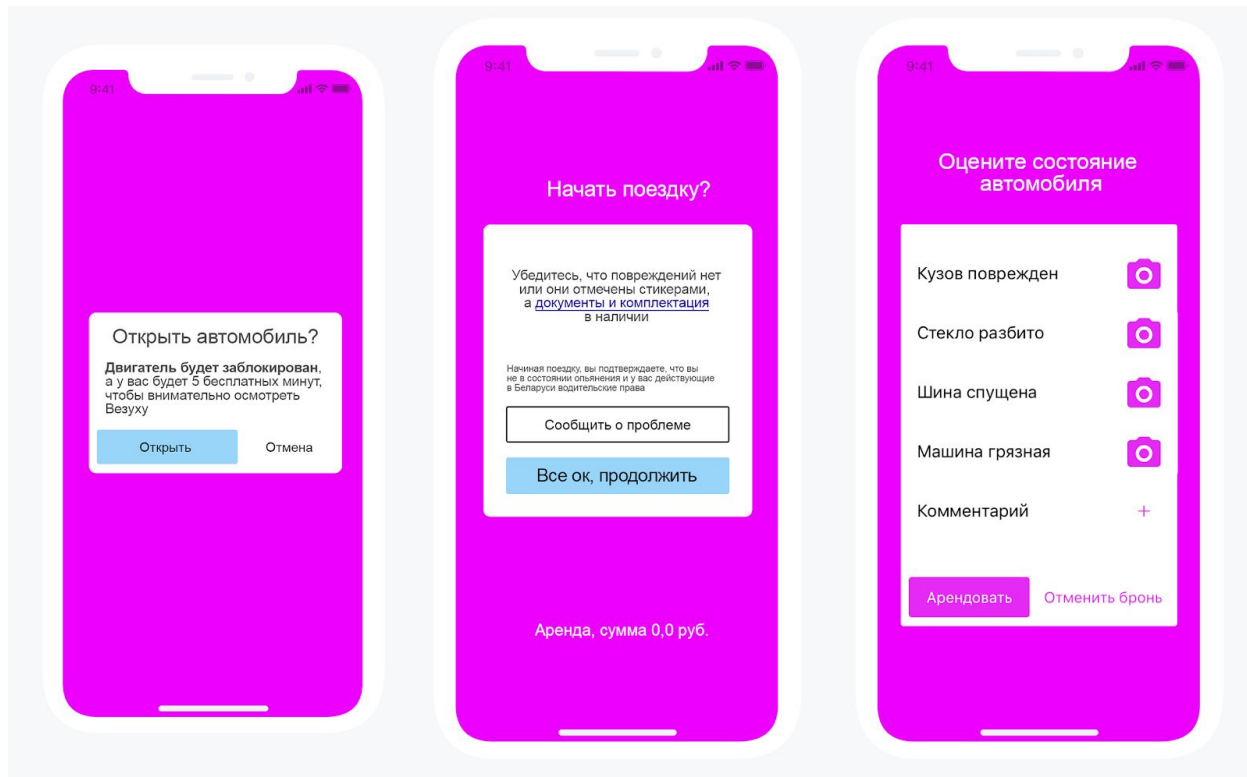 9:41
Открыть автомобиль?
Двигатель будет заблокирован,
а у вас будет 5 бесплатных минут,
чтобы внимательно осмотреть
Везуху
Открыть
Отмена
9:41
Начать поездку?
Убедитесь, что повреждений нет
или они отмечены стикерами,
а документы и комплектация
в наличии
Начиная поездку, вы подтверждаете, что вы
не в состоянии опьянения и у вас действующие
в Беларуси водительские права
Сообщить о проблеме
Все ок, продолжить
Аренда, сумма 0,0 руб.
9:41
Оцените состояние
автомобиля
Кузов поврежден
Стекло разбито
Шина спущена
Машина грязная
Комментарий +
Арендовать
Отменить бронь